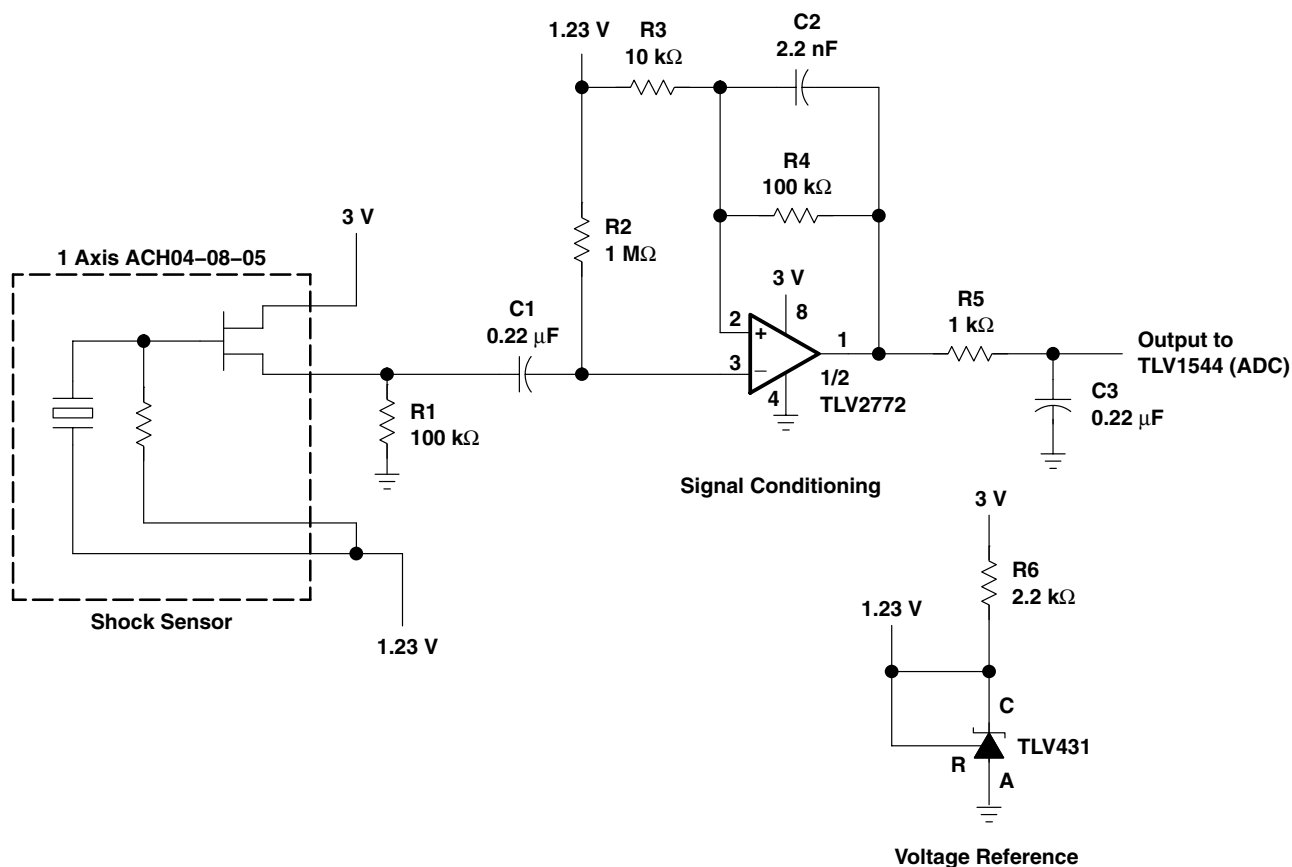 1.23 V
R3
10 kΩ
C2
2.2 nF
R4
100 kΩ
3 V
R2
1 MΩ
1 Axis ACH04−08−05
C1
0.22 μF
3 V
8
2
+
3
−
4
1
1/2
TLV2772
R5
1 kΩ
Output to
TLV1544 (ADC)
C3
0.22 μF
R1
100 kΩ
Signal Conditioning
Shock Sensor
1.23 V
3 V
R6
2.2 kΩ
1.23 V
C
TLV431
R
A
Voltage Reference